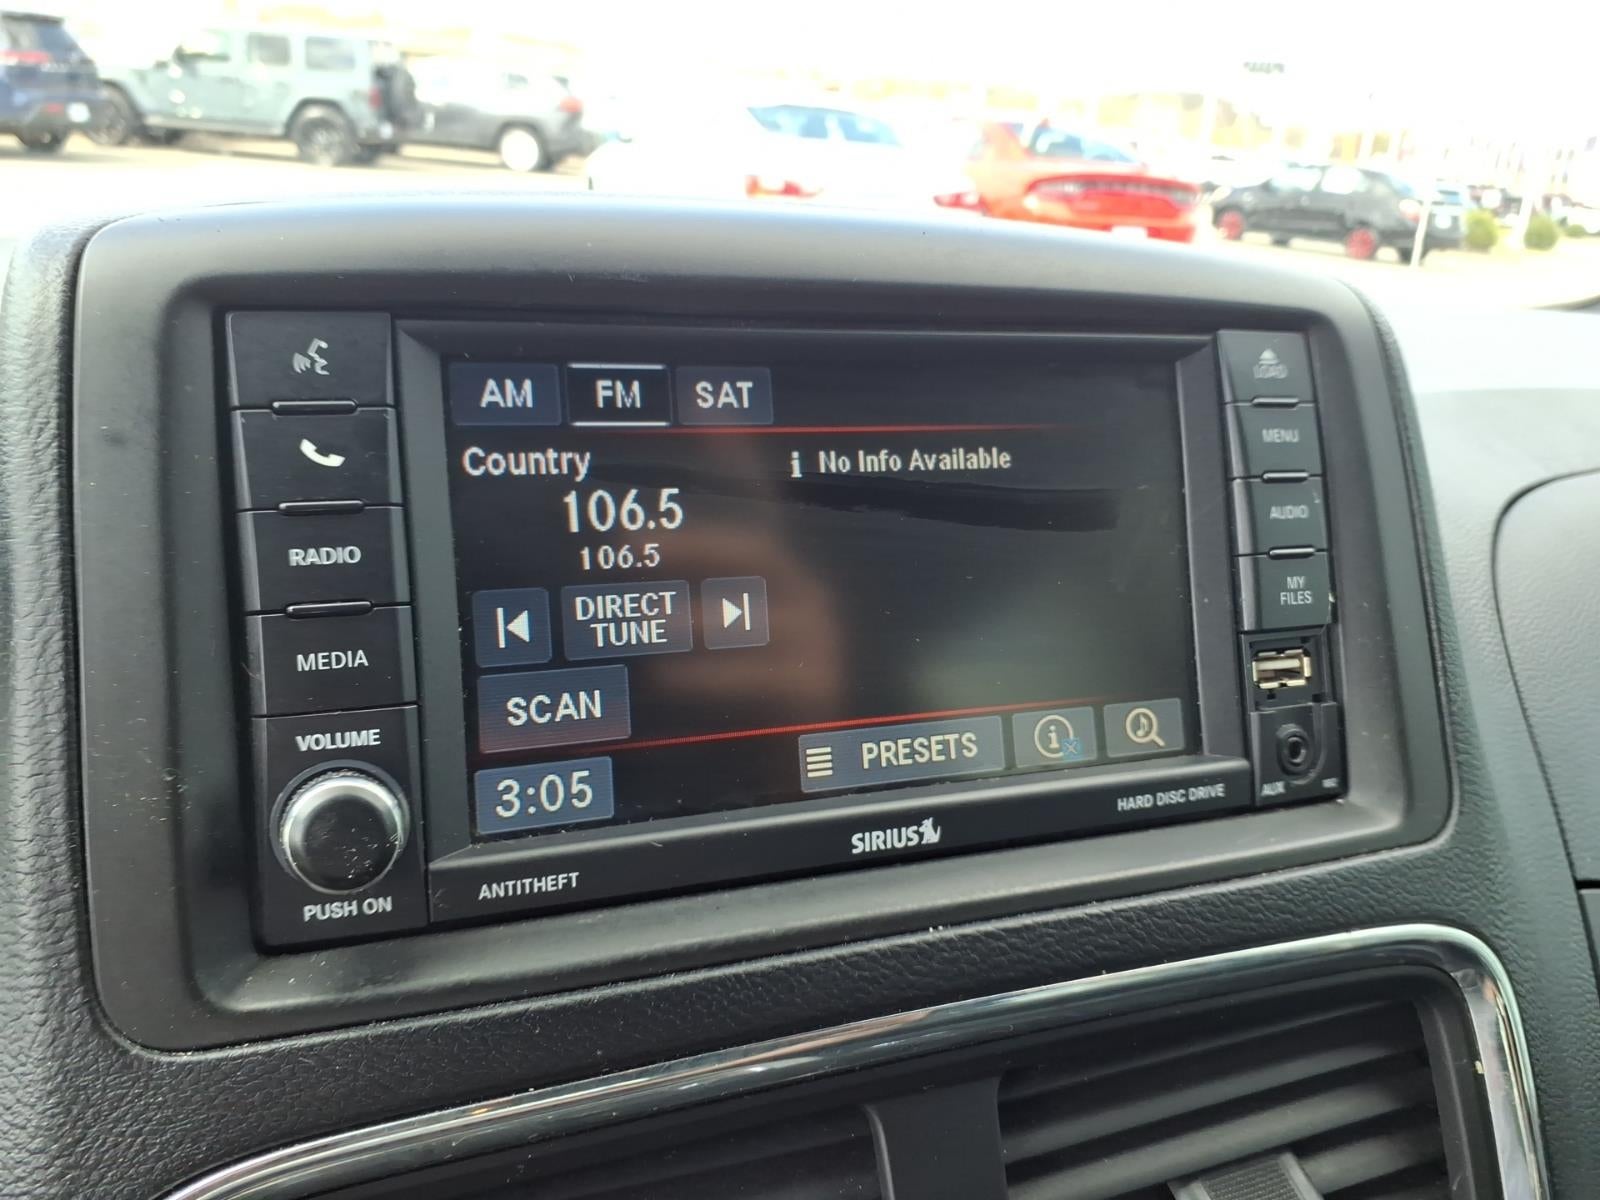 AM FM SAT
Country
i No Info Available
106.5
106.5
DIRECT
TUNE
SCAN
3:05
PRESETS
i
RADIO
MEDIA
VOLUME
PUSH ON
LOAD
MENU
AUDIO
MY
FILES
AUX
ANTITHEFT
SIRIUS
HARD DISC DRIVE